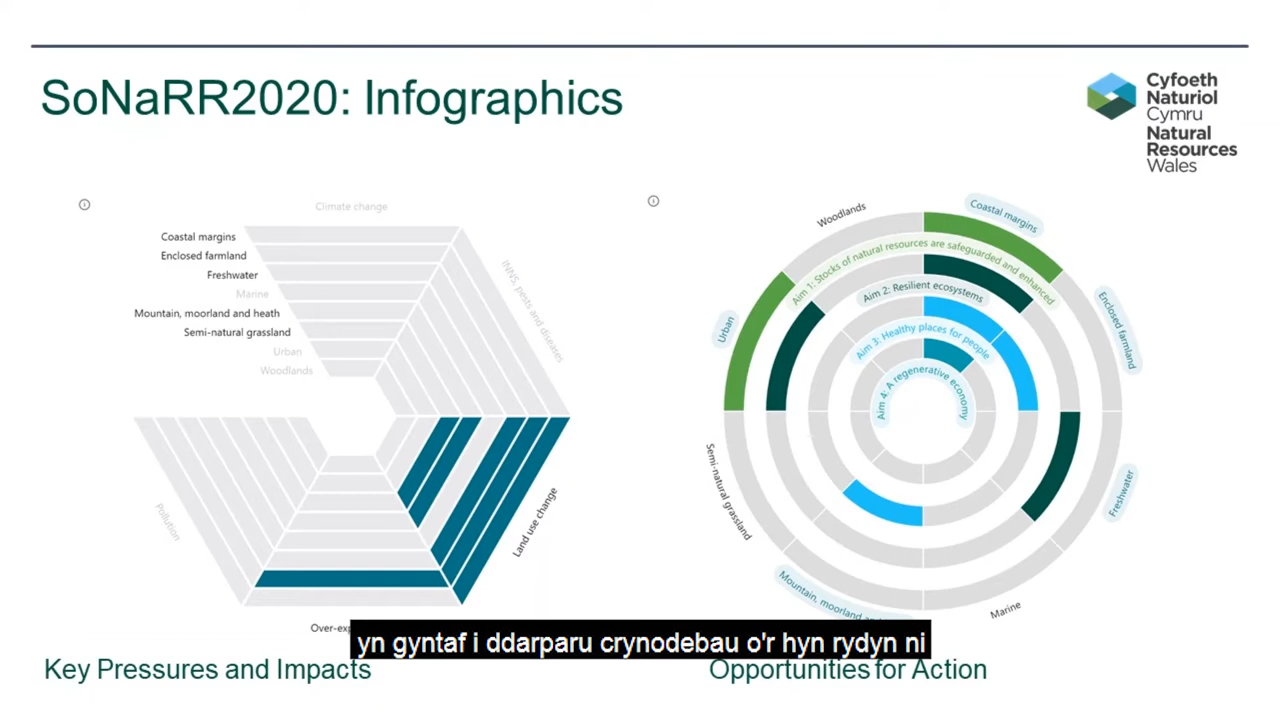 SoNaRR2020: Infographics
Cyfoeth
Naturiol
Cymru
Natural
Resources
Wales
Climate change
Coastal margins
Enclosed farmland
Freshwater
Marine
Mountain, moorland and heath
Semi-natural grassland
Urban
Woodlands
INNS, pests and diseases
Land use change
Pollution
Woodlands
Coastal margins
Urban
Enclosed farmland
Aim 1: Stocks of natural resources are safeguarded and enhanced
Aim 2: Resilient ecosystems
Aim 3: Healthy places for people
Aim 4: A regenerative economy
Semi-natural grassland
Freshwater
Mountain, moorland
Marine
yn gyntaf i ddarparu crynodebau o'r hyn rydyn ni
Key Pressures and Impacts
Opportunities for Action